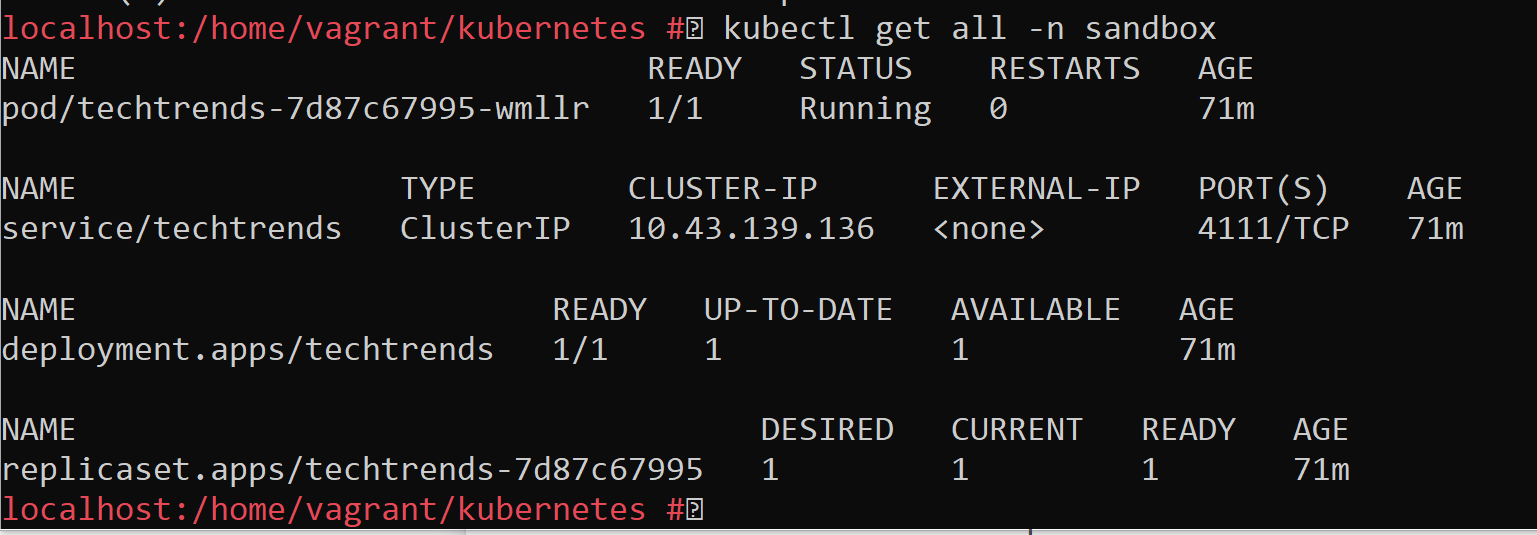 localhost:/home/vagrant/kubernetes # kubectl get all -n sandbox
NAME READY STATUS RESTARTS AGE
pod/techtrends-7d87c67995-wmllr 1/1 Running 0 71m
NAME TYPE CLUSTER-IP EXTERNAL-IP PORT(S) AGE
service/techtrends ClusterIP 10.43.139.136 <none> 4111/TCP 71m
NAME READY UP-TO-DATE AVAILABLE AGE
deployment.apps/techtrends 1/1 1 1 71m
NAME DESIRED CURRENT READY AGE
replicaset.apps/techtrends-7d87c67995 1 1 1 71m
localhost:/home/vagrant/kubernetes #